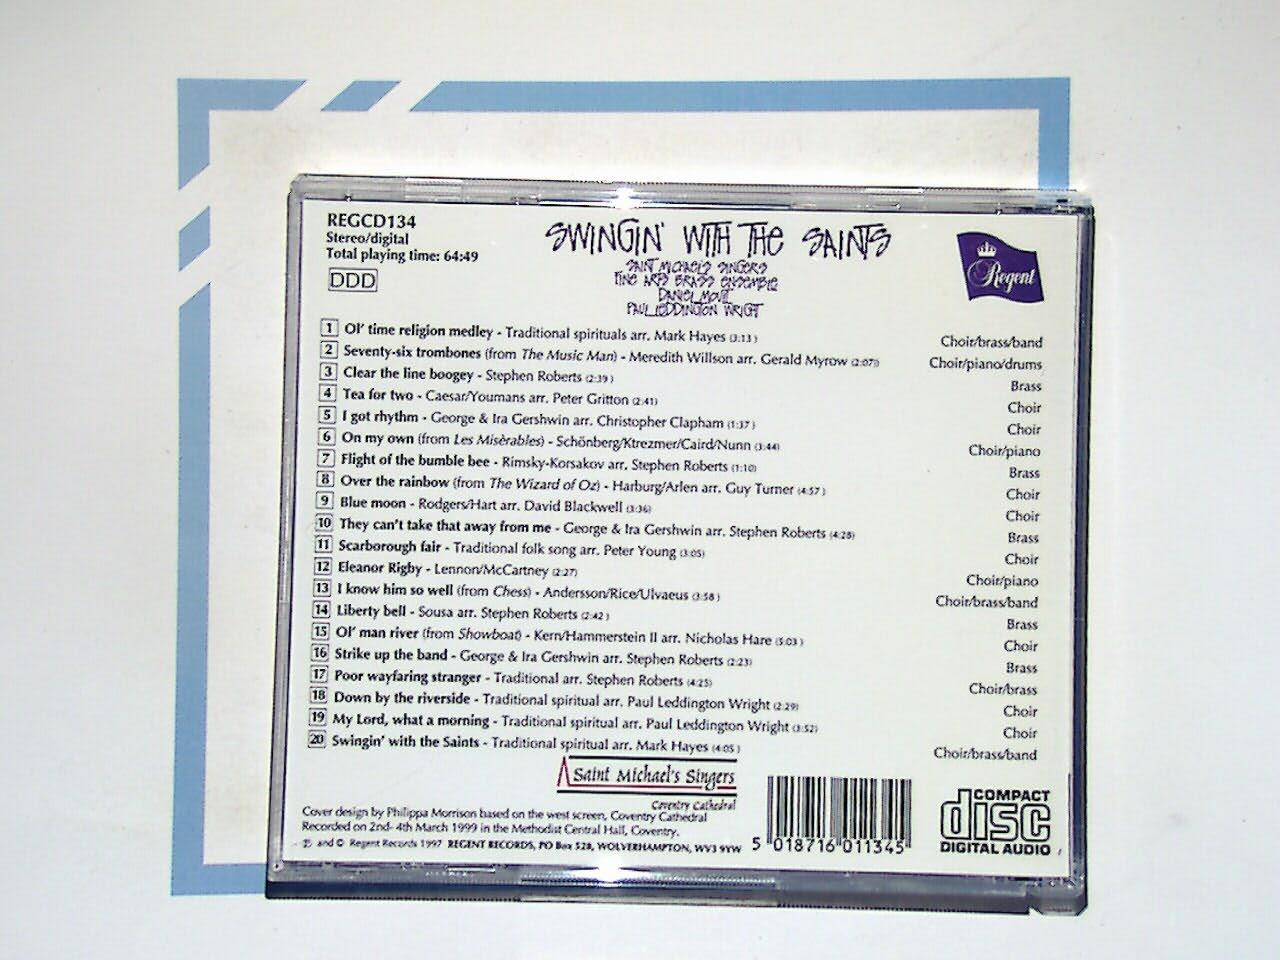 REGCD134
Stereo/digital
Total playing time: 64:49
DDD
SWINGIN' WITH THE SAINTS
SAINT MICHAEL'S SINGERS
FINE ARTS BRASS ENSEMBLE
DANIEL MOULT
PAUL LEDDINGTON WRIGHT
Regent
1 Ol' time religion medley - Traditional spirituals arr. Mark Hayes (3:13) Choir/brass/band
2 Seventy-six trombones (from The Music Man) - Meredith Willson arr. Gerald Myrow (2:07) Choir/piano/drums
3 Clear the line boogey - Stephen Roberts (2:39) Brass
4 Tea for two - Caesar/Youmans arr. Peter Gritton (2:41) Choir
5 I got rhythm - George & Ira Gershwin arr. Christopher Clapham (1:37) Choir
6 On my own (from Les Misèrables) - Schönberg/Ktrezmer/Caird/Nunn (3:44) Choir/piano
7 Flight of the bumble bee - Rimsky-Korsakov arr. Stephen Roberts (1:10) Brass
8 Over the rainbow (from The Wizard of Oz) - Harburg/Arlen arr. Guy Turner (4:57) Choir
9 Blue moon - Rodgers/Hart arr. David Blackwell (3:36) Choir
10 They can't take that away from me - George & Ira Gershwin arr. Stephen Roberts (4:28) Brass
11 Scarborough fair - Traditional folk song arr. Peter Young (3:05) Choir
12 Eleanor Rigby - Lennon/McCartney (2:27) Choir/piano
13 I know him so well (from Chess) - Andersson/Rice/Ulvaeus (3:58) Choir/brass/band
14 Liberty bell - Sousa arr. Stephen Roberts (2:42) Brass
15 Ol' man river (from Showboat) - Kern/Hammerstein II arr. Nicholas Hare (5:03) Choir
16 Strike up the band - George & Ira Gershwin arr. Stephen Roberts (2:23) Brass
17 Poor wayfaring stranger - Traditional arr. Stephen Roberts (4:25) Choir/brass
18 Down by the riverside - Traditional spiritual arr. Paul Leddington Wright (2:29) Choir
19 My Lord, what a morning - Traditional spiritual arr. Paul Leddington Wright (3:52) Choir
20 Swingin' with the Saints - Traditional spiritual arr. Mark Hayes (4:05) Choir/brass/band
Saint Michael's Singers
Coventry Cathedral
Cover design by Philippa Morrison based on the west screen, Coventry Cathedral
Recorded on 2nd- 4th March 1999 in the Methodist Central Hall, Coventry.
℗ and © Regent Records 1997 REGENT RECORDS, PO Box 528, WOLVERHAMPTON, WV3 9YW
5 018716 011345
COMPACT
disc
DIGITAL AUDIO